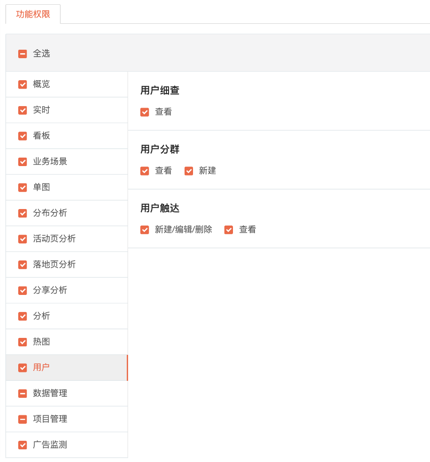 功能权限
全选
概览
实时
看板
业务场景
单图
分布分析
活动页分析
落地页分析
分享分析
分析
热图
用户
数据管理
项目管理
广告监测
用户细查
查看
用户分群
查看 新建
用户触达
新建/编辑/删除 查看